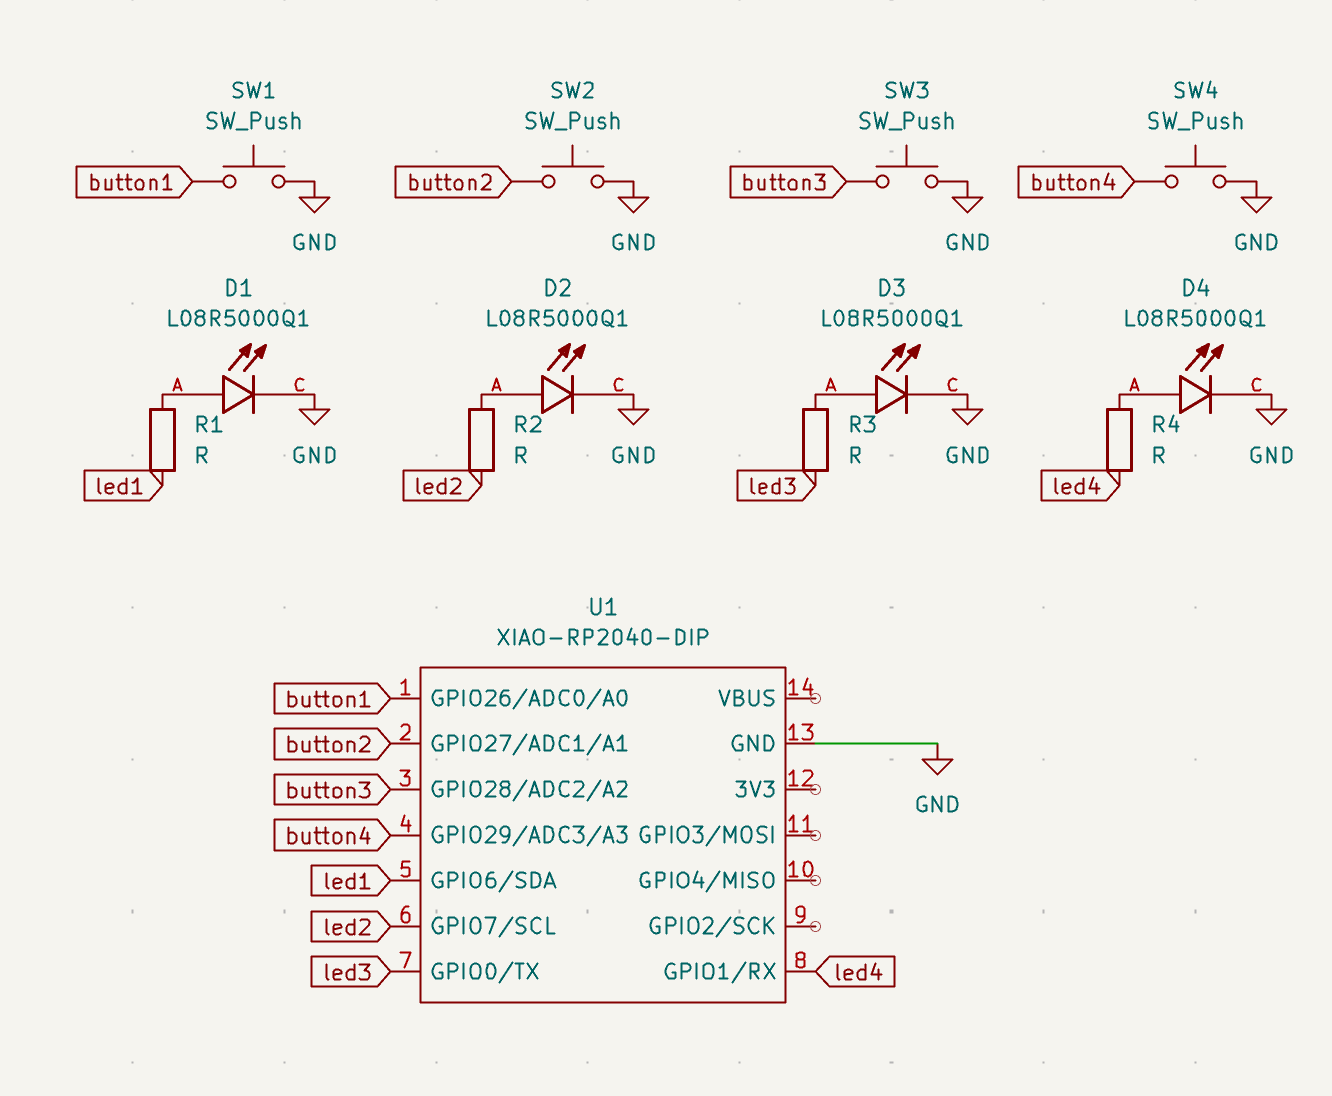 SW1
SW_Push
button1
GND
SW2
SW_Push
button2
GND
SW3
SW_Push
button3
GND
SW4
SW_Push
button4
GND
D1
L08R5000Q1
A
C
R1
R
GND
led1
D2
L08R5000Q1
A
C
R2
R
GND
led2
D3
L08R5000Q1
A
C
R3
R
GND
led3
D4
L08R5000Q1
A
C
R4
R
GND
led4
U1
XIAO-RP2040-DIP
button1 1 GPIO26/ADC0/A0 VBUS 14
button2 2 GPIO27/ADC1/A1 GND 13
button3 3 GPIO28/ADC2/A2 3V3 12
GND
button4 4 GPIO29/ADC3/A3 GPIO3/MOSI 11
led1 5 GPIO6/SDA GPIO4/MISO 10
led2 6 GPIO7/SCL GPIO2/SCK 9
led3 7 GPIO0/TX GPIO1/RX 8 led4